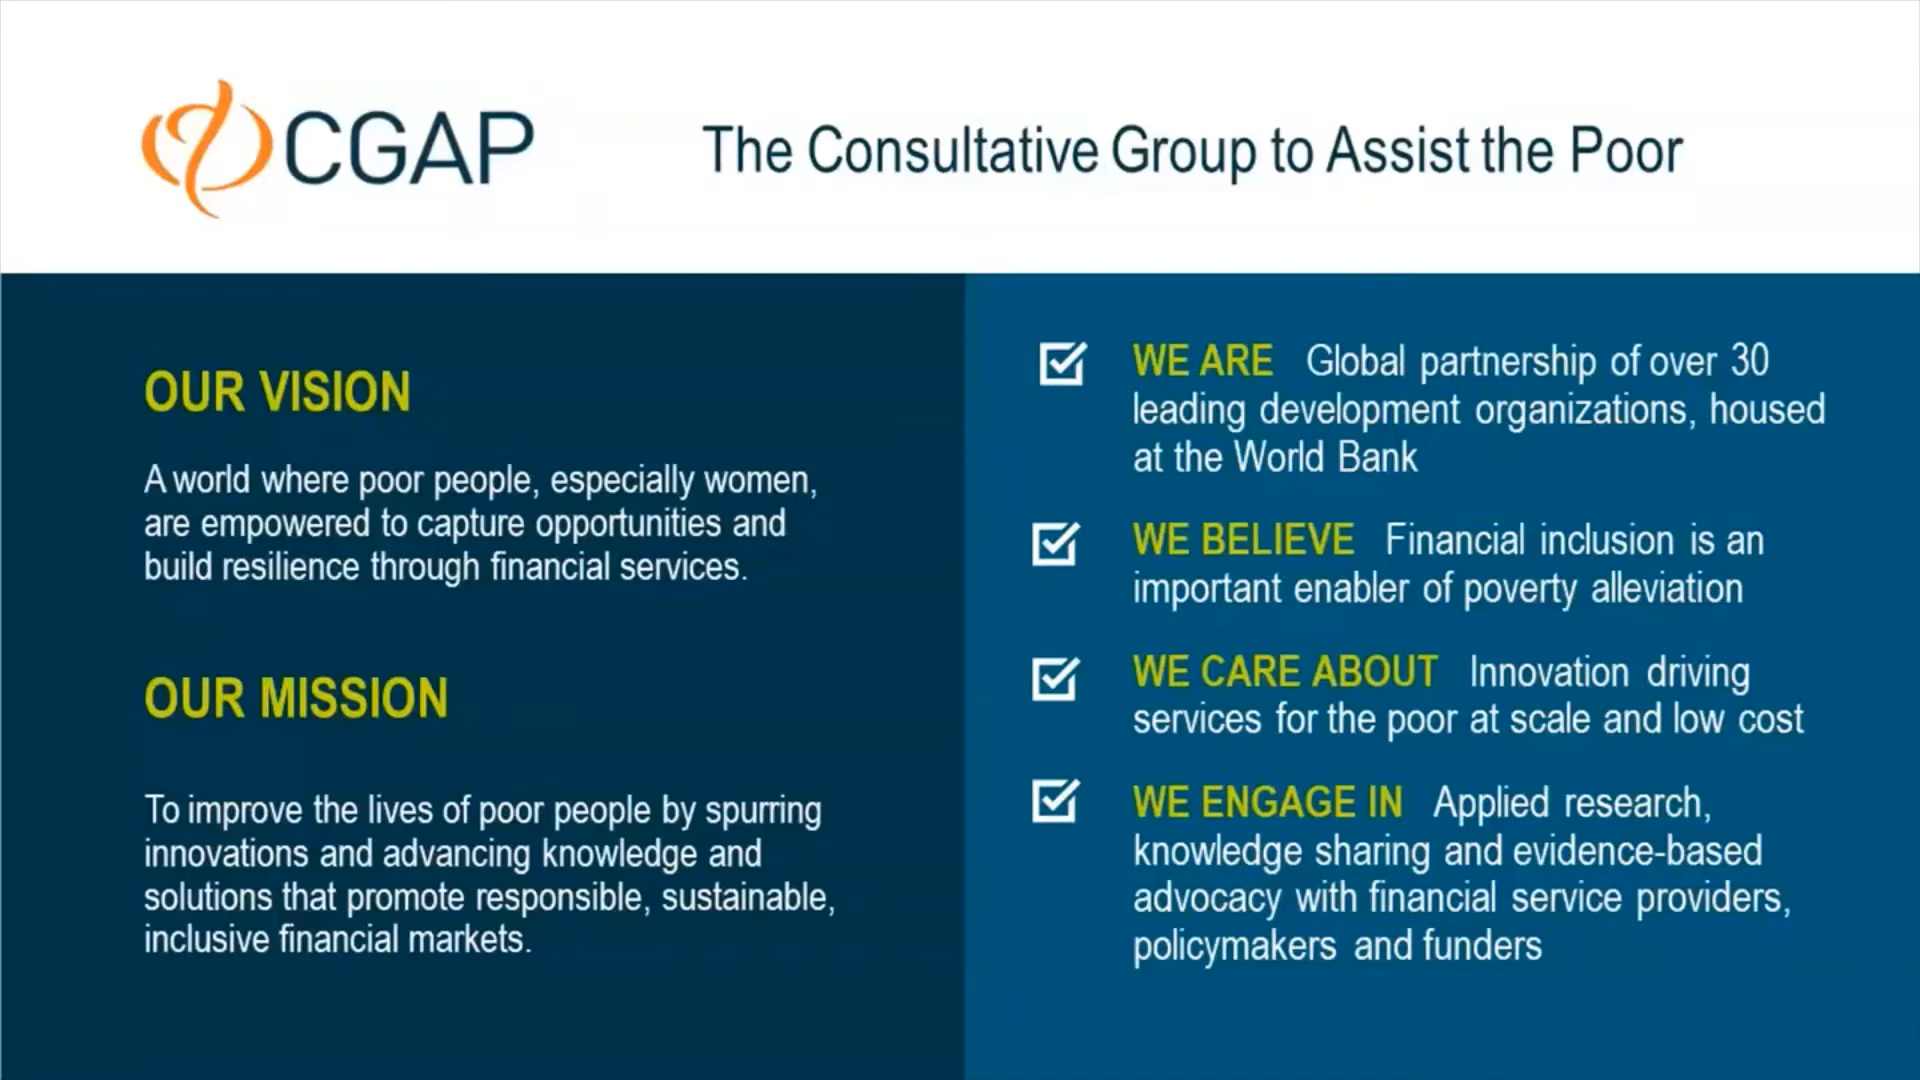 CGAP
The Consultative Group to Assist the Poor
OUR VISION
A world where poor people, especially women,
are empowered to capture opportunities and
build resilience through financial services.
OUR MISSION
To improve the lives of poor people by spurring
innovations and advancing knowledge and
solutions that promote responsible, sustainable,
inclusive financial markets.
WE ARE Global partnership of over 30
leading development organizations, housed
at the World Bank
WE BELIEVE Financial inclusion is an
important enabler of poverty alleviation
WE CARE ABOUT Innovation driving
services for the poor at scale and low cost
WE ENGAGE IN Applied research,
knowledge sharing and evidence-based
advocacy with financial service providers,
policymakers and funders